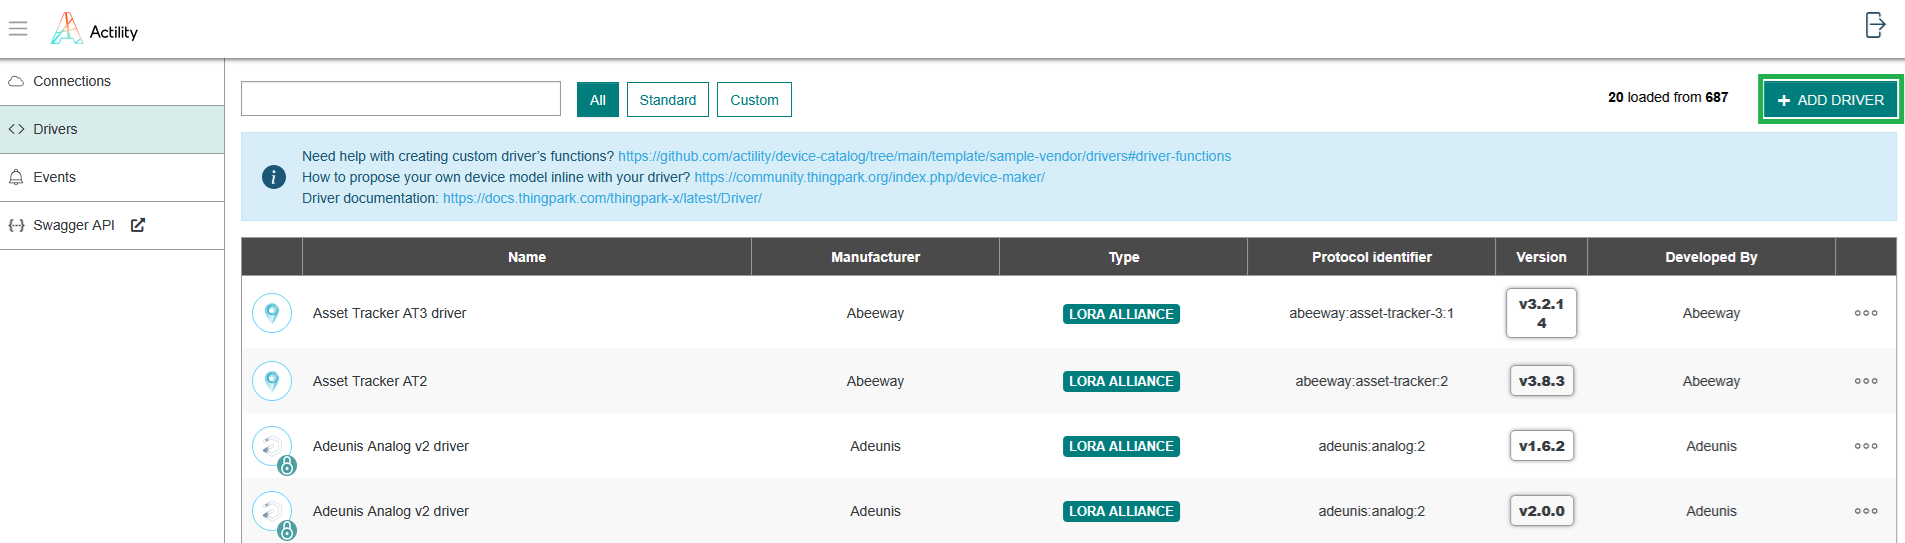 Actility
Connections
Drivers
Events
Swagger API
All
Standard
Custom
20 loaded from 687
+ ADD DRIVER
Need help with creating custom driver's functions? https://github.com/actility/device-catalog/tree/main/template/sample-vendor/drivers#driver-functions
How to propose your own device model inline with your driver? https://community.thingpark.org/index.php/device-maker/
Driver documentation: https://docs.thingpark.com/thingpark-x/latest/Driver/
Name Manufacturer Type Protocol identifier Version Developed By
Asset Tracker AT3 driver Abeeway LORA ALLIANCE abeeway:asset-tracker-3:1 v3.2.1
4 Abeeway
Asset Tracker AT2 Abeeway LORA ALLIANCE abeeway:asset-tracker:2 v3.8.3 Abeeway
Adeunis Analog v2 driver Adeunis LORA ALLIANCE adeunis:analog:2 v1.6.2 Adeunis
Adeunis Analog v2 driver Adeunis LORA ALLIANCE adeunis:analog:2 v2.0.0 Adeunis